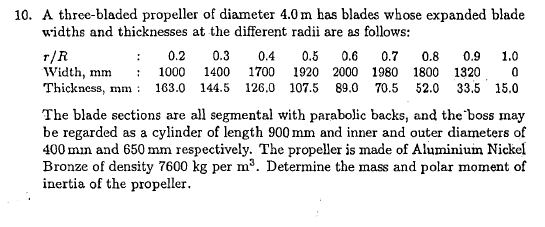 10. A three-bladed propeller of diameter 4.0 m has blades whose expanded blade
widths and thicknesses at the different radii are as follows:
r/R : 0.2 0.3 0.4 0.5 0.6 0.7 0.8 0.9 1.0
Width, mm : 1000 1400 1700 1920 2000 1980 1800 1320 0
Thickness, mm : 163.0 144.5 126.0 107.5 89.0 70.5 52.0 33.5 15.0
The blade sections are all segmental with parabolic backs, and the boss may
be regarded as a cylinder of length 900 mm and inner and outer diameters of
400 mm and 650 mm respectively. The propeller is made of Aluminium Nickel
Bronze of density 7600 kg per m³. Determine the mass and polar moment of
inertia of the propeller.